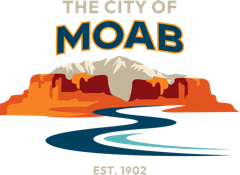 THE CITY OF
MOAB
EST. 1902